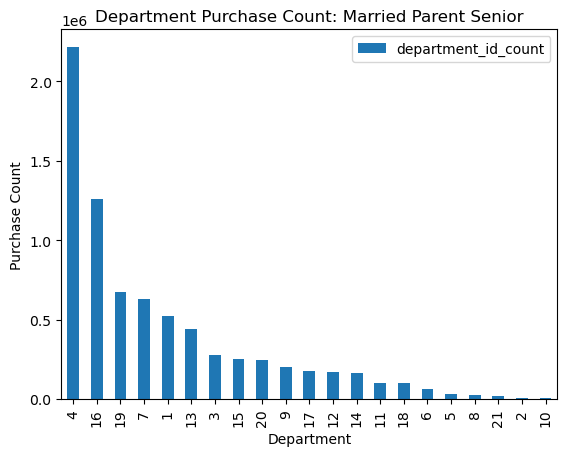 Department Purchase Count: Married Parent Senior
1e6
department_id_count
2.0
1.5
1.0
0.5
0.0
Purchase Count
4 16 19 7 1 13 3 15 20 9 17 12 14 11 18 6 5 8 21 2 10
Department